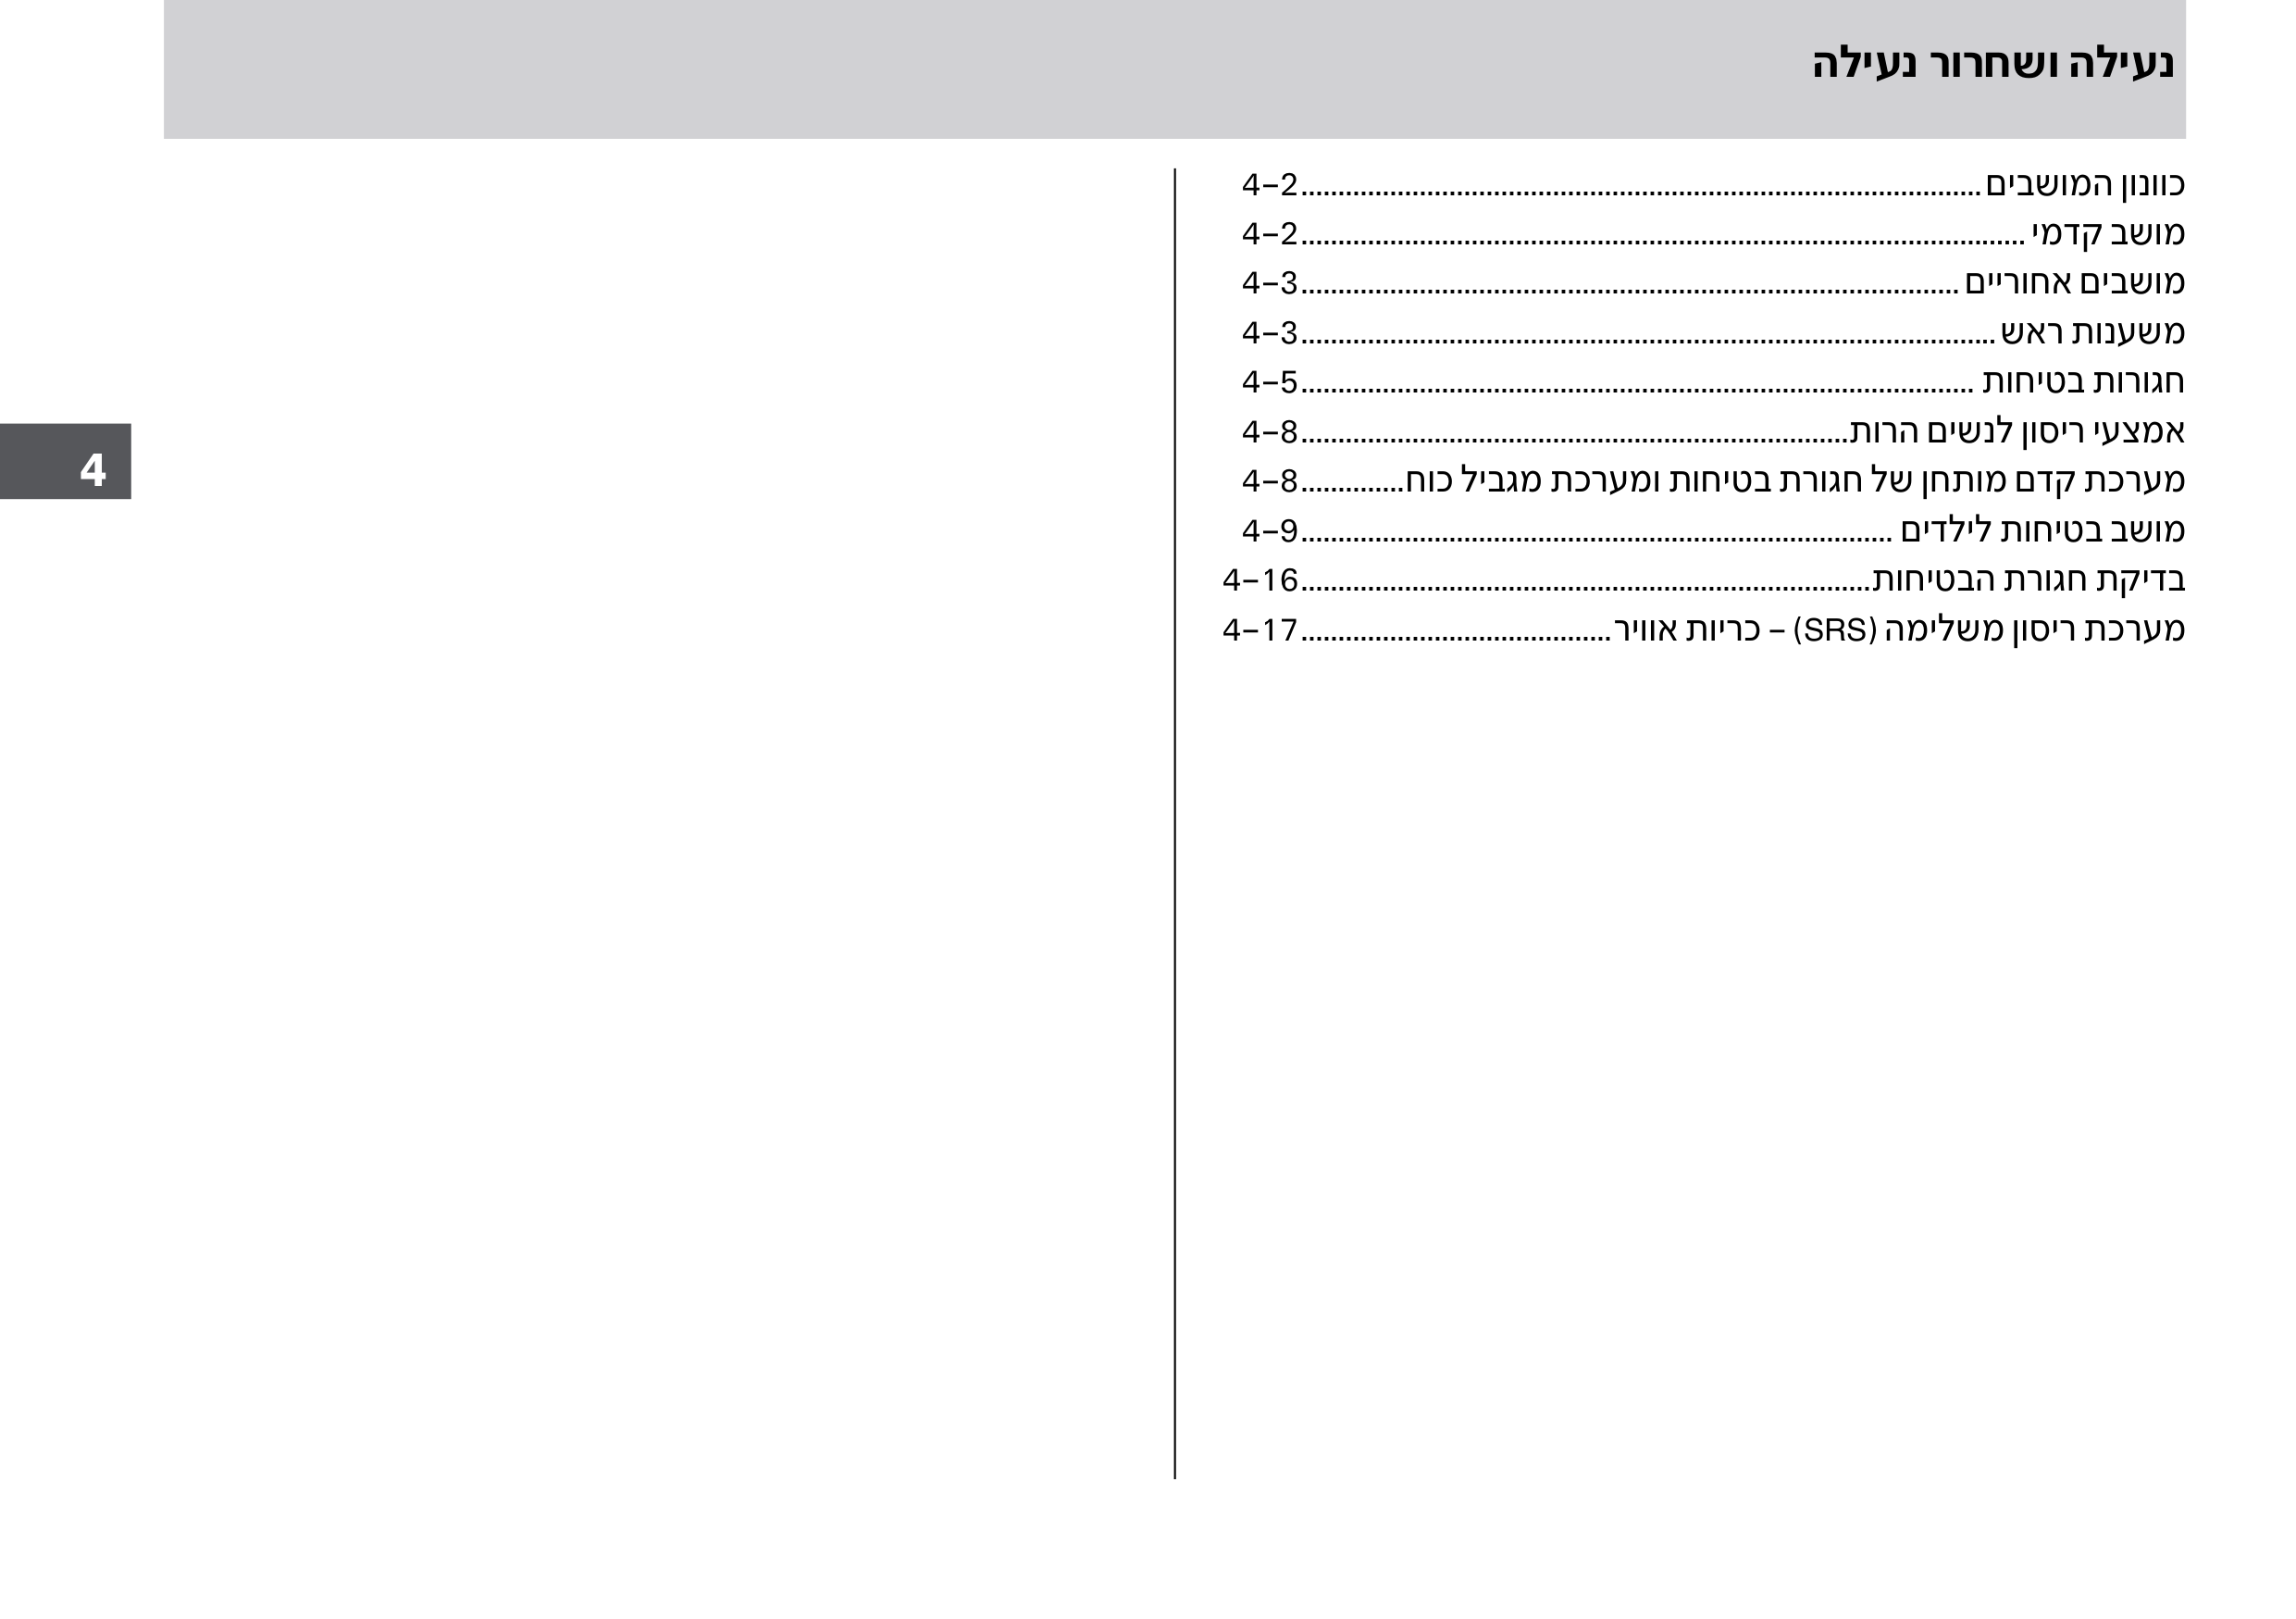 נעילה ושחרור נעילה
כוונון המושבים ............................................................ 4–2
מושב קדמי ............................................................ 4–2
מושבים אחוריים ............................................................ 4–3
משענות ראש ............................................................ 4–3
חגורות בטיחות ............................................................ 4–5
אמצעי ריסון לנשים הרות ............................................................ 4–8
מערכת קדם מותחן של חגורת בטיחות ומערכת מגביל כוח .............. 4–8
מושב בטיחות לילדים ............................................................ 4–9
בדיקת חגורת הבטיחות ............................................................ 4–16
מערכת ריסון משלימה (SRS) – כריות אוויר .......................................... 4–17
4